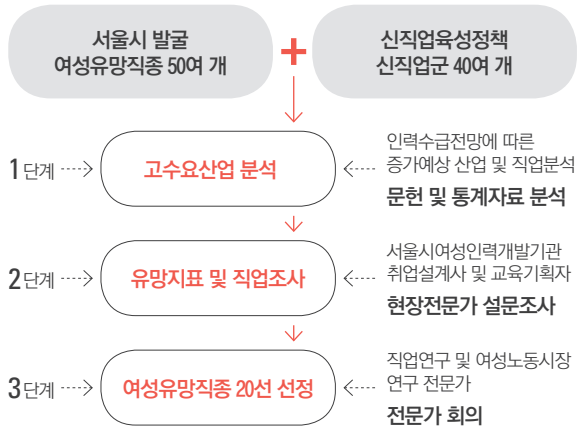 서울시 발굴
여성유망직종 50여 개
+
신직업육성정책
신직업군 40여 개
1단계
고수요산업 분석
인력수급전망에 따른
증가예상 산업 및 직업분석
문헌 및 통계자료 분석
2단계
유망지표 및 직업조사
서울시여성인력개발기관
취업설계사 및 교육기획자
현장전문가 설문조사
3단계
여성유망직종 20선 선정
직업연구 및 여성노동시장
연구 전문가
전문가 회의